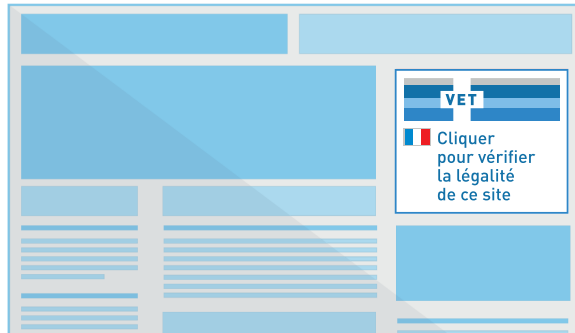 VET
Cliquer
pour vérifier
la légalité
de ce site